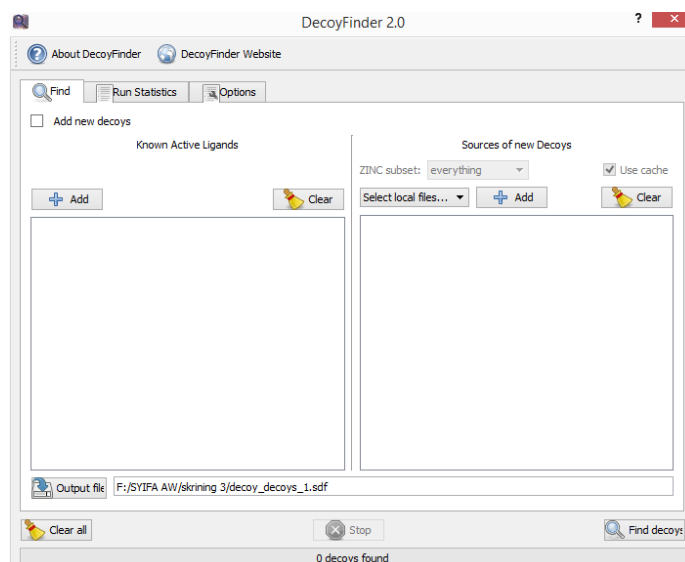 DecoyFinder 2.0
? ×
About DecoyFinder DecoyFinder Website
Find Run Statistics Options
Add new decoys
Known Active Ligands Sources of new Decoys
ZINC subset: everything Use cache
Add Clear Select local files... Add Clear
Output file F:/SYIFA AW/skrining 3/decoy_decoys_1.sdf
Clear all Stop Find decoys
0 decoys found